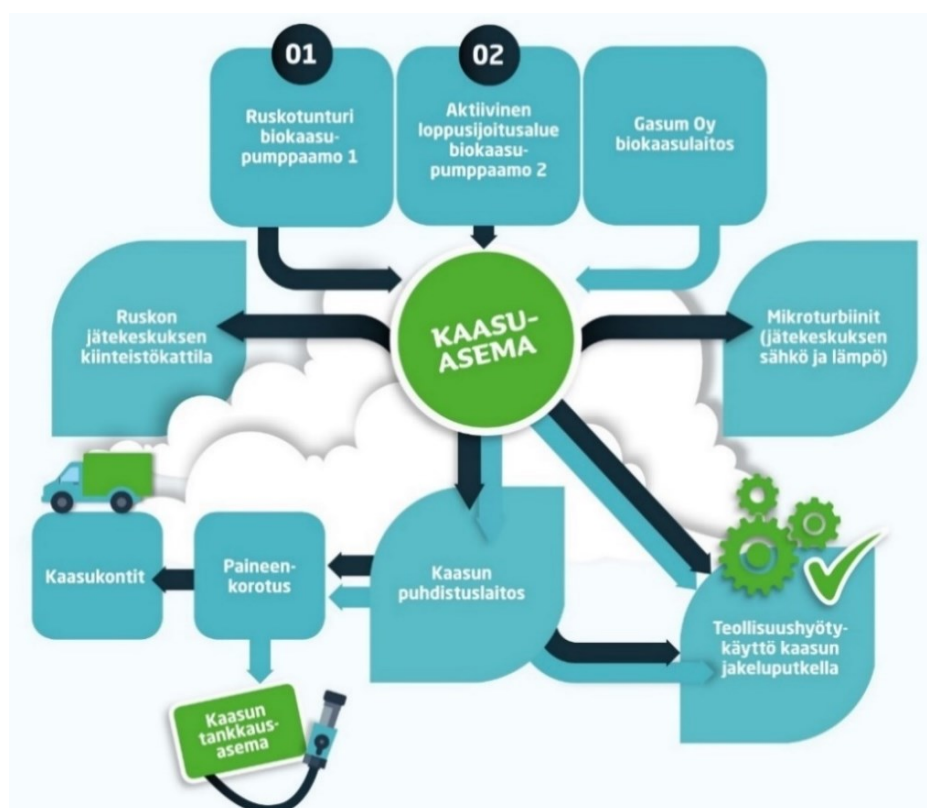 01
Ruskotunturi
biokaasu-
pumppaamo 1
02
Aktiivinen
loppusijoitusalue
biokaasu-
pumppaamo 2
Gasum Oy
biokaasulaitos
Ruskon
jätekeskuksen
kiinteistökattila
KAASU-
ASEMA
Mikroturbiinit
(jätekeskuksen
sähkö ja lämpö)
Kaasukontit
Paineen-
korotus
Kaasun
puhdistuslaitos
Teollisuushyöty-
käyttö kaasun
jakeluputkella
Kaasun
tankkaus-
asema